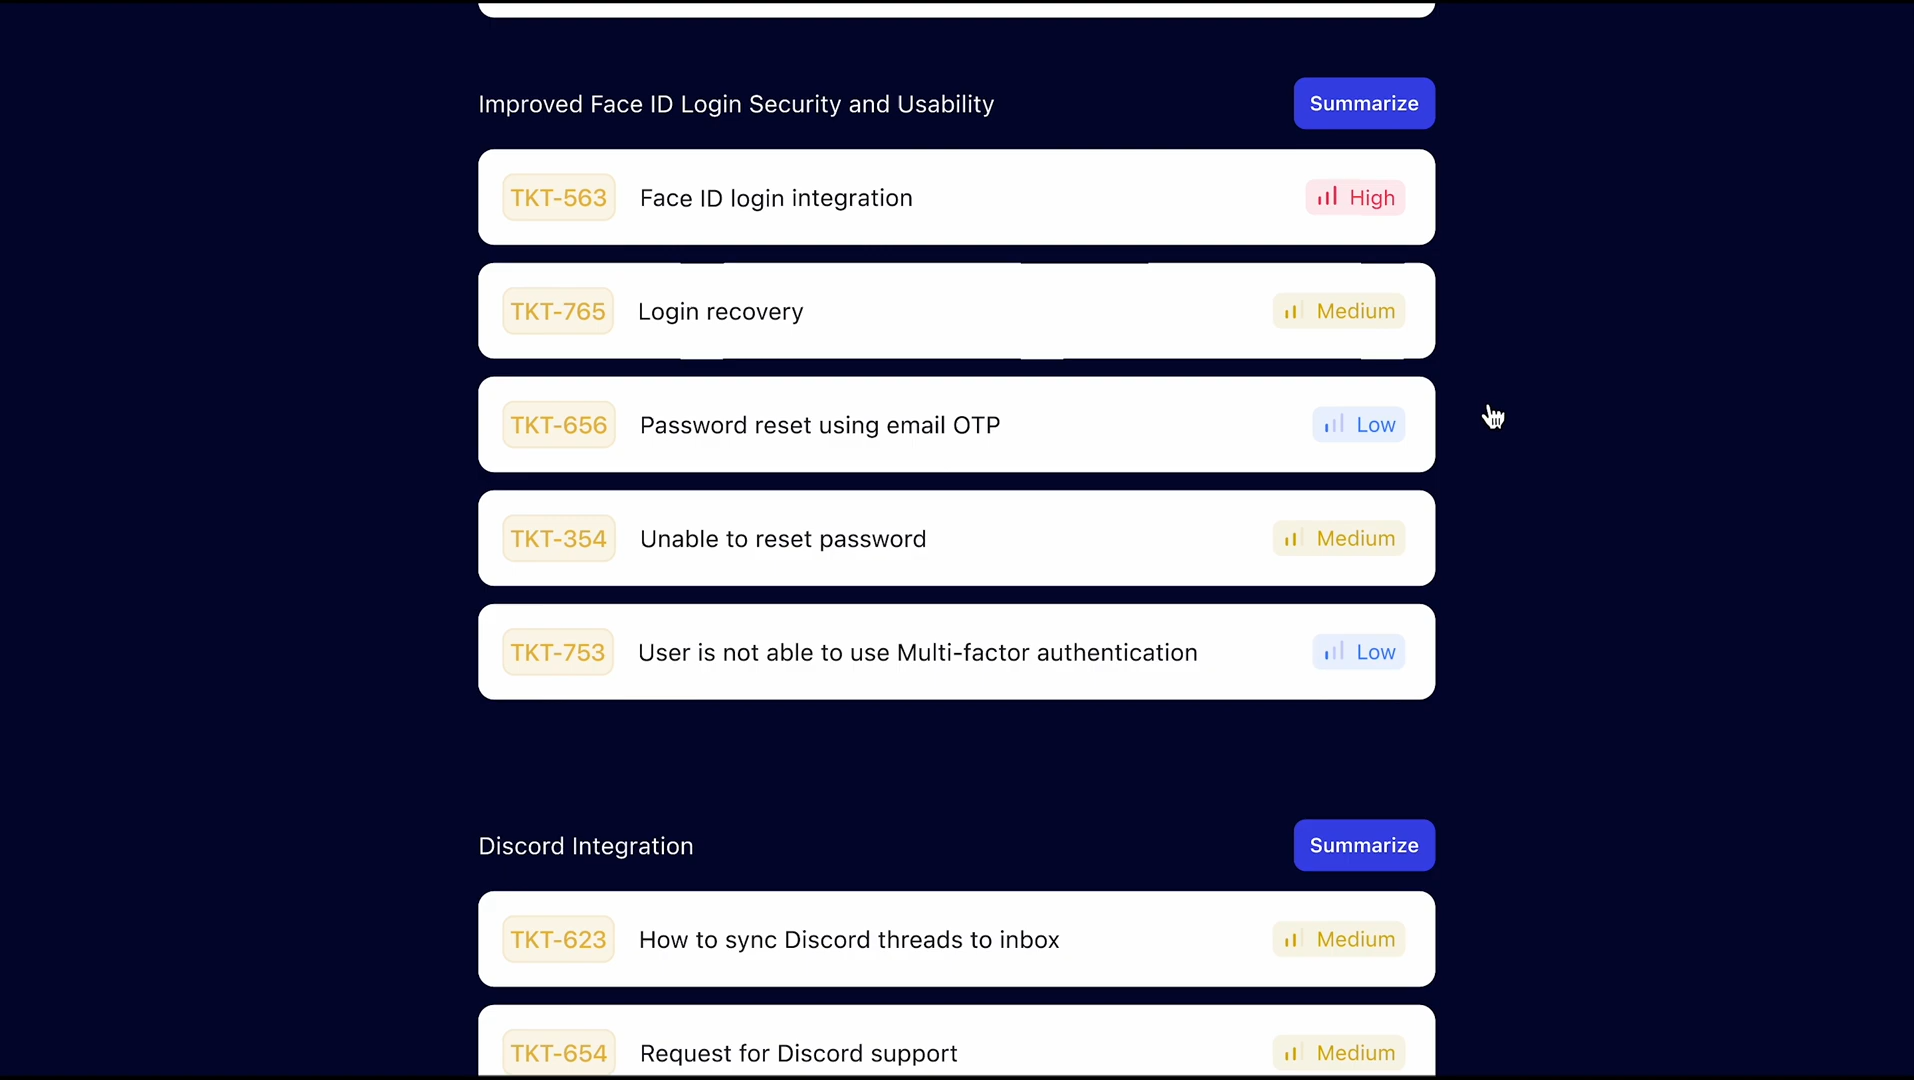 Improved Face ID Login Security and Usability Summarize
TKT-563 Face ID login integration High
TKT-765 Login recovery Medium
TKT-656 Password reset using email OTP Low
TKT-354 Unable to reset password Medium
TKT-753 User is not able to use Multi-factor authentication Low
Discord Integration Summarize
TKT-623 How to sync Discord threads to inbox Medium
TKT-654 Request for Discord support Medium